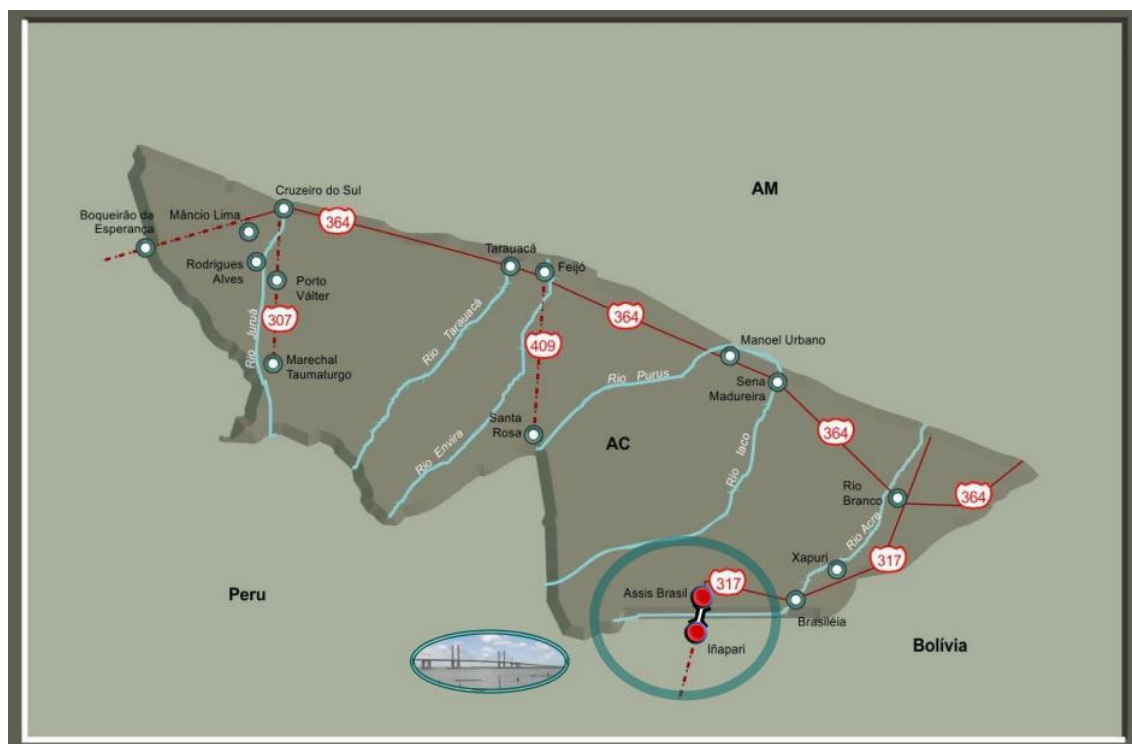 AM
Cruzeiro do Sul
Boqueirão da
Esperança
Mâncio Lima
364
Rodrigues
Alves
Porto
Válter
307
Rio Juruá
Marechal
Taumaturgo
Tarauacá
Feijó
Rio Tarauacá
409
364
Rio Envira
Santa
Rosa
Rio Purus
Manoel Urbano
Sena
Madureira
AC
Rio Iaco
364
Rio
Branco
364
Rio Acre
Xapuri
317
Peru
Assis Brasil
317
Brasiléia
Iñapari
Bolívia